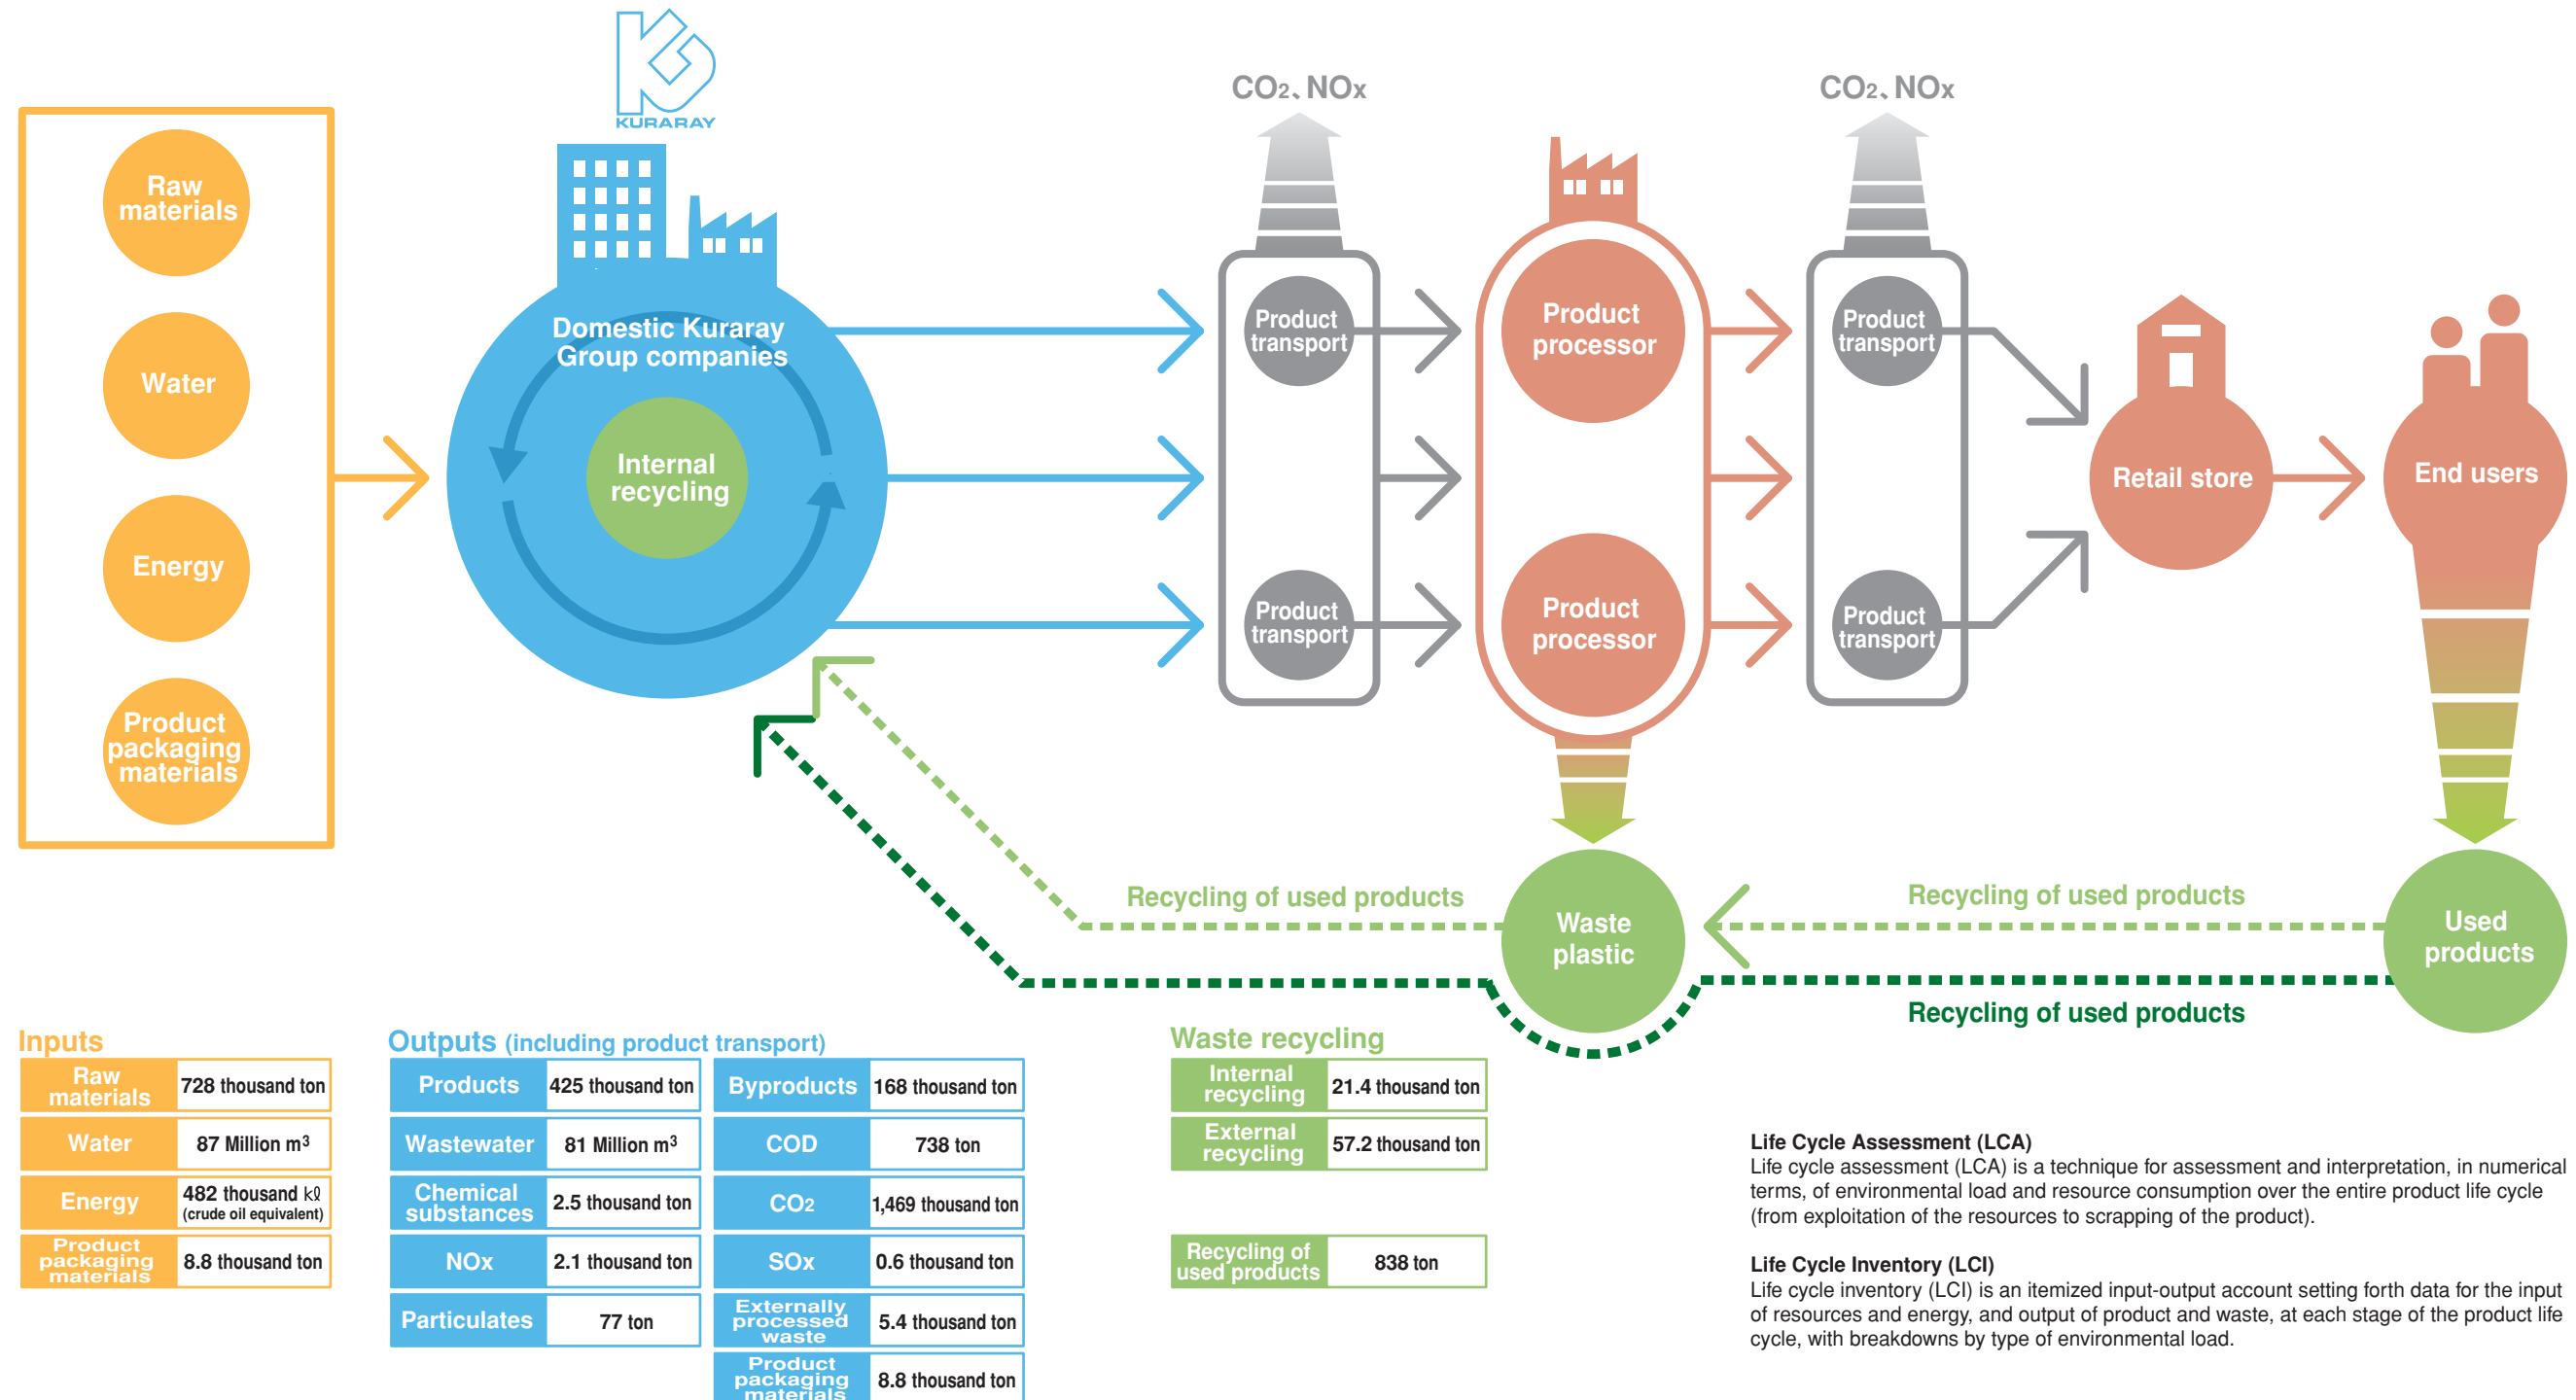 KURARAY
CO2、NOx
CO2、NOx
Raw
materials
Water
Energy
Product
packaging
materials
Domestic Kuraray
Group companies
Internal
recycling
Product
transport
Product
transport
Product
processor
Product
processor
Product
transport
Product
transport
Retail store
End users
Recycling of used products
Waste
plastic
Recycling of used products
Recycling of used products
Used
products
Inputs
Raw
materials
728 thousand ton
Water
87 Million m³
Energy
482 thousand kℓ
(crude oil equivalent)
Product
packaging
materials
8.8 thousand ton
Outputs (including product transport)
Products
425 thousand ton
Byproducts
168 thousand ton
Wastewater
81 Million m³
COD
738 ton
Chemical
substances
2.5 thousand ton
CO2
1,469 thousand ton
NOx
2.1 thousand ton
SOx
0.6 thousand ton
Particulates
77 ton
Externally
processed
waste
5.4 thousand ton
Product
packaging
materials
8.8 thousand ton
Waste recycling
Internal
recycling
21.4 thousand ton
External
recycling
57.2 thousand ton
Recycling of
used products
838 ton
Life Cycle Assessment (LCA)
Life cycle assessment (LCA) is a technique for assessment and interpretation, in numerical
terms, of environmental load and resource consumption over the entire product life cycle
(from exploitation of the resources to scrapping of the product).
Life Cycle Inventory (LCI)
Life cycle inventory (LCI) is an itemized input-output account setting forth data for the input
of resources and energy, and output of product and waste, at each stage of the product life
cycle, with breakdowns by type of environmental load.